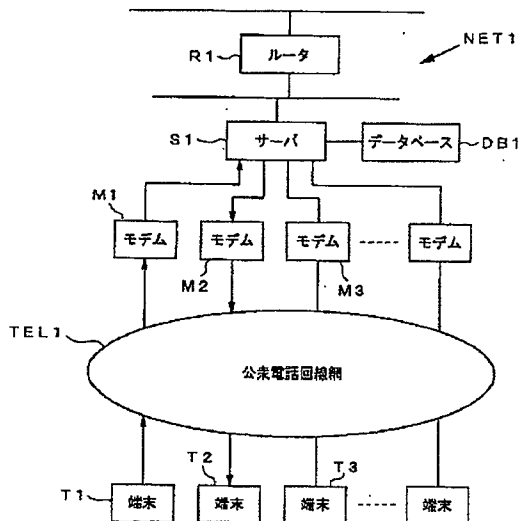 NET1
R1
ルータ
S1
サーバ
データベース
DB1
M1
モデム
モデム
モデム
モデム
M2
M3
TEL1
公衆電話回線網
T2
T3
T1
端末
端末
端末
端末